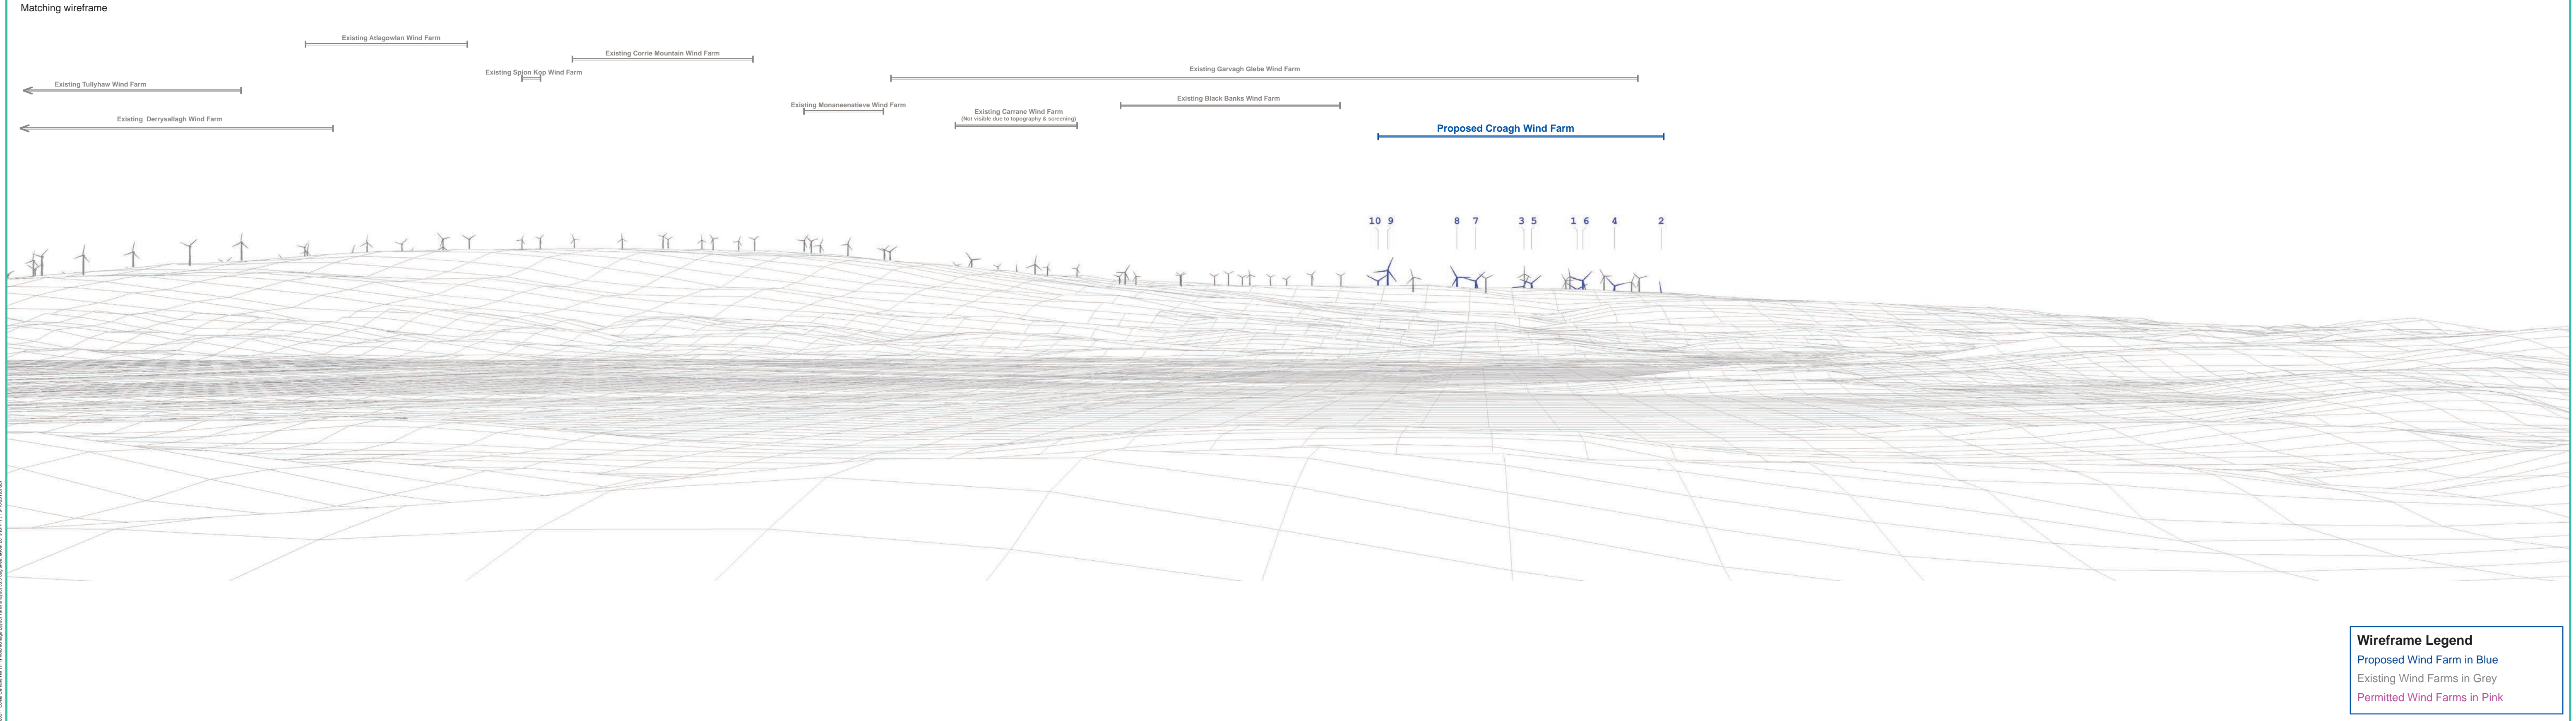 Matching wireframe
Existing Atlagowlan Wind Farm
Existing Corrie Mountain Wind Farm
Existing Spion Kop Wind Farm
Existing Garvagh Glebe Wind Farm
Existing Tullyhaw Wind Farm
Existing Black Banks Wind Farm
Existing Monaneenatieve Wind Farm
Existing Carrane Wind Farm
(Not visible due to topography & screening)
Existing Derrysallagh Wind Farm
Proposed Croagh Wind Farm
10 9 8 7 3 5 1 6 4 2
Wireframe Legend
Proposed Wind Farm in Blue
Existing Wind Farms in Grey
Permitted Wind Farms in Pink